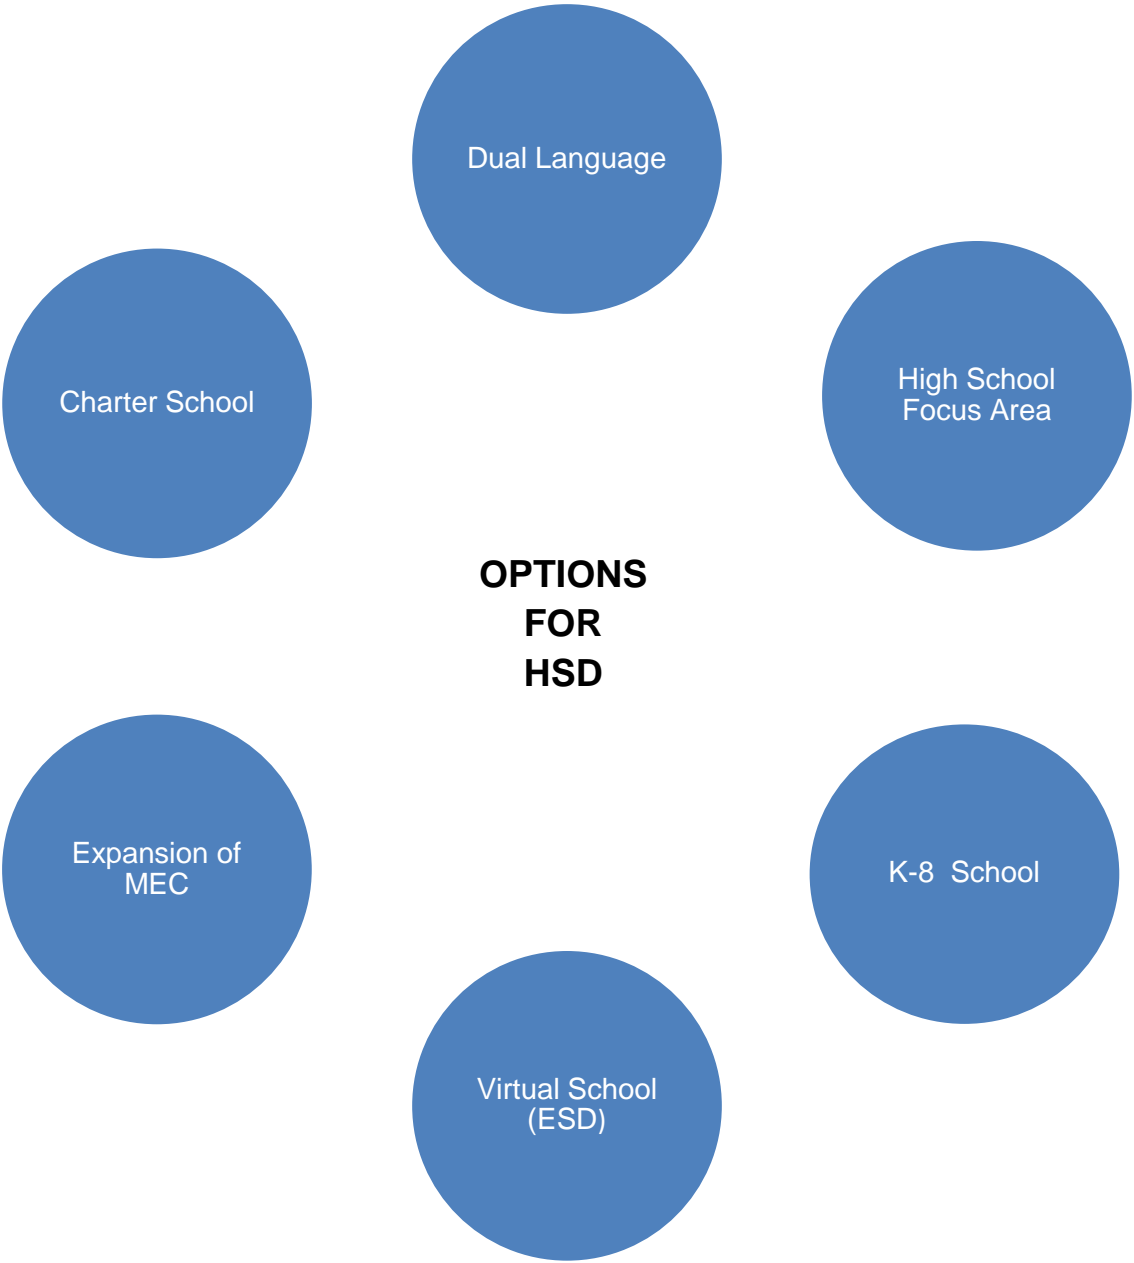 Dual Language
High School
Focus Area
K-8  School
Virtual School
(ESD)
Expansion of
MEC
Charter School
OPTIONS
FOR
HSD